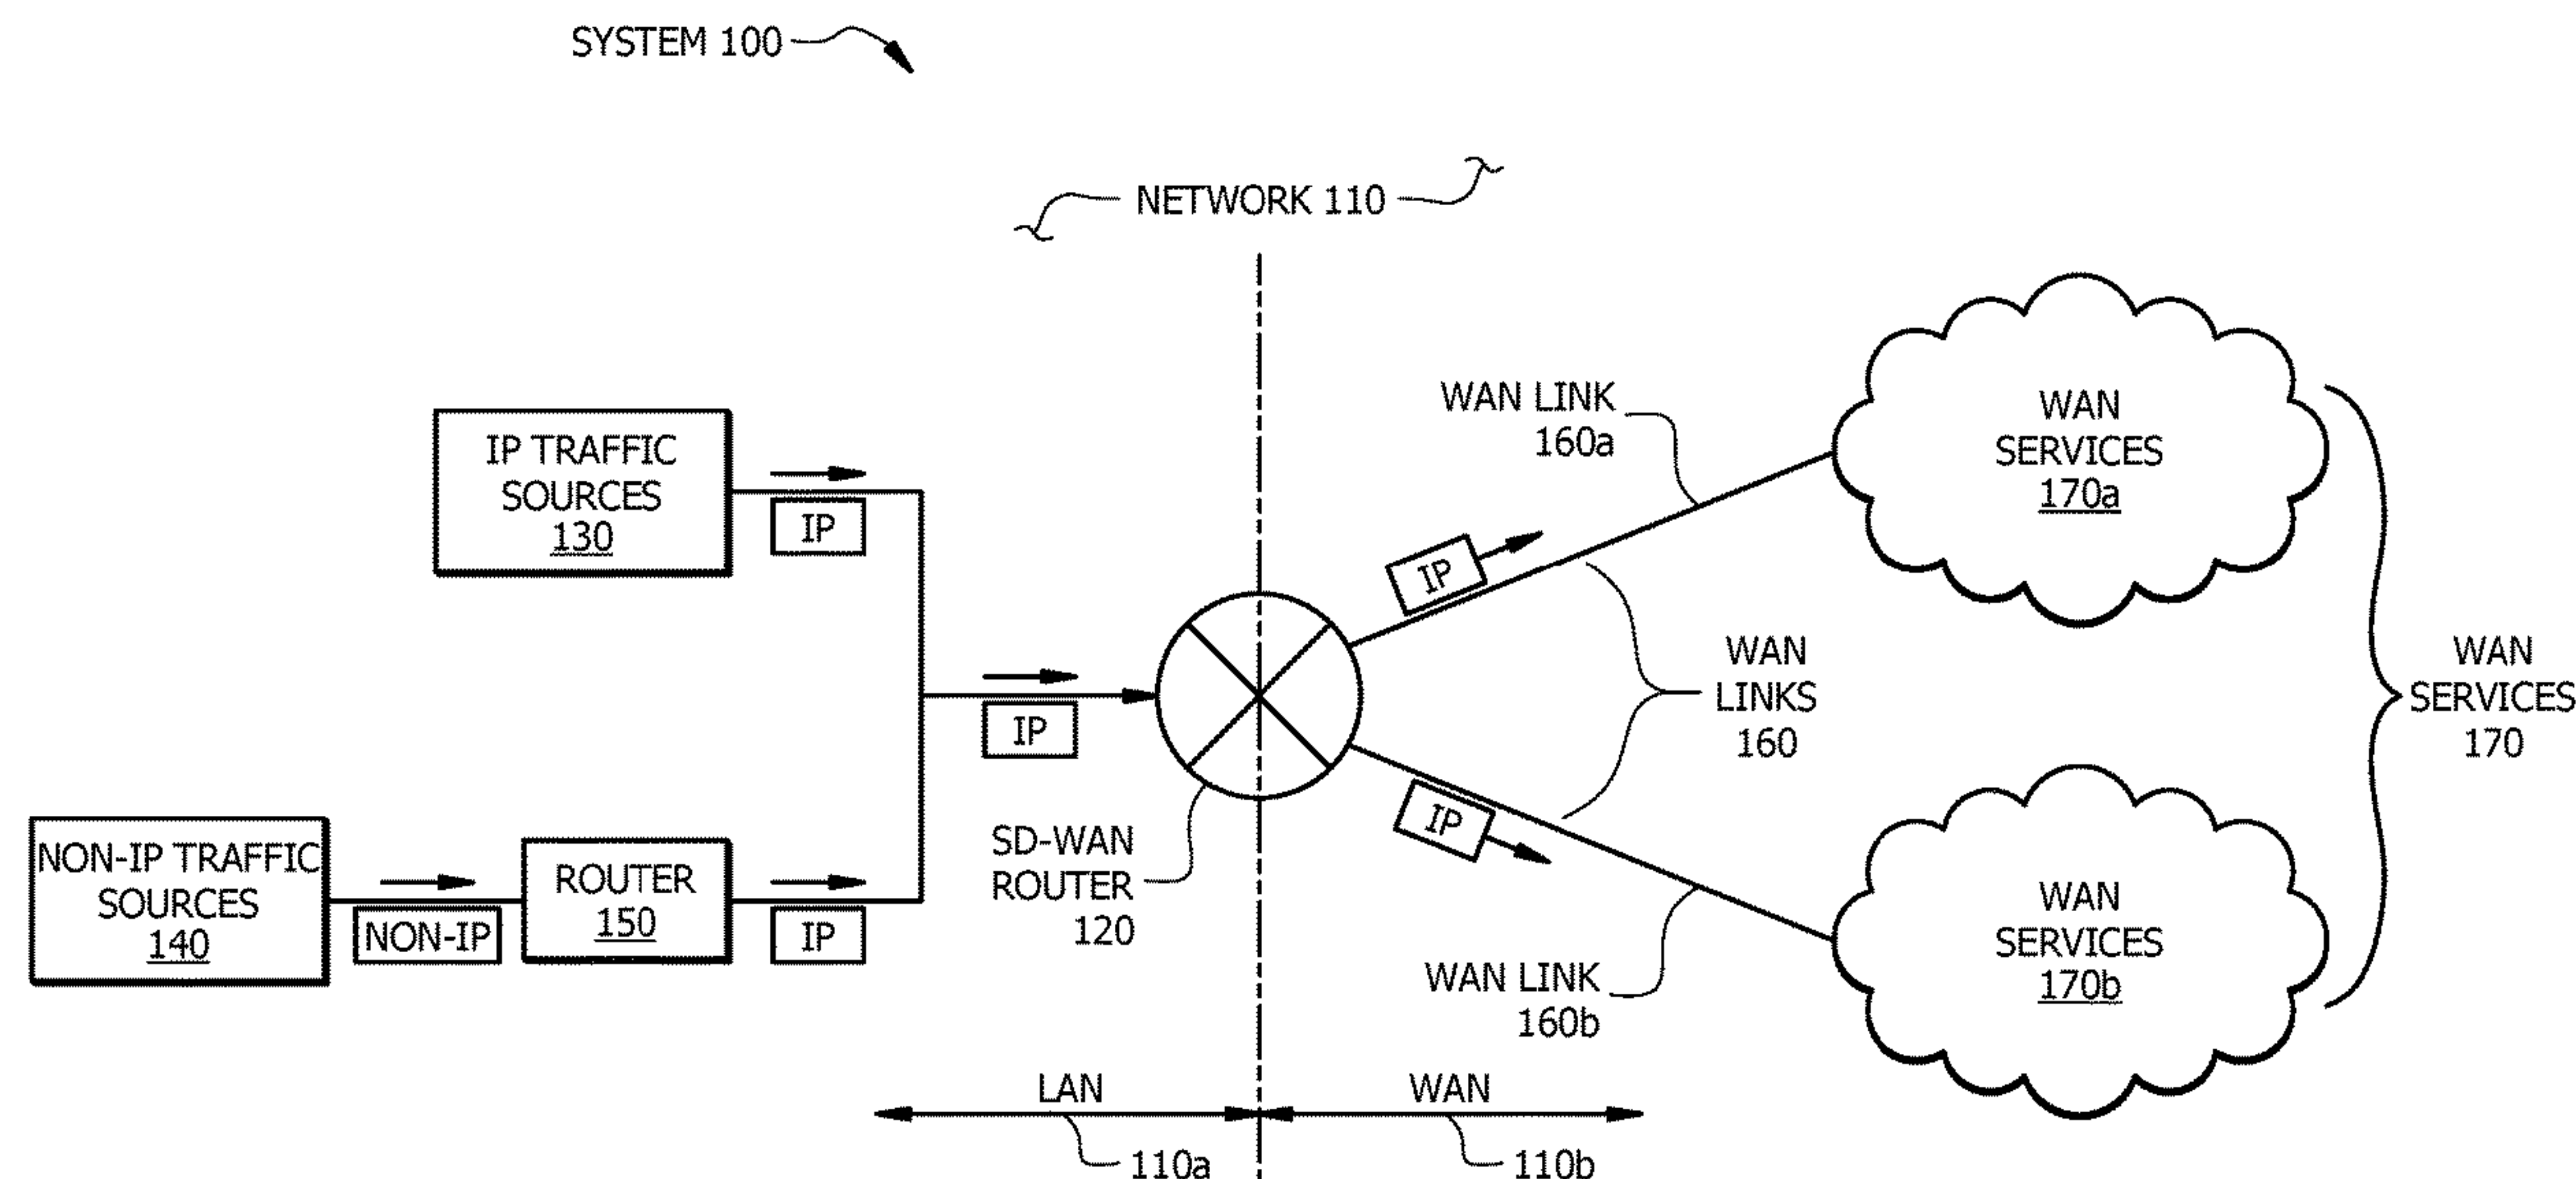 SYSTEM 100
NETWORK 110
IP TRAFFIC
SOURCES
130
IP
NON-IP TRAFFIC
SOURCES
140
NON-IP
ROUTER
150
IP
IP
SD-WAN
ROUTER
120
WAN LINK
160a
IP
WAN
LINKS
160
IP
WAN LINK
160b
WAN
SERVICES
170a
WAN
SERVICES
170b
WAN
SERVICES
170
LAN
110a
WAN
110b